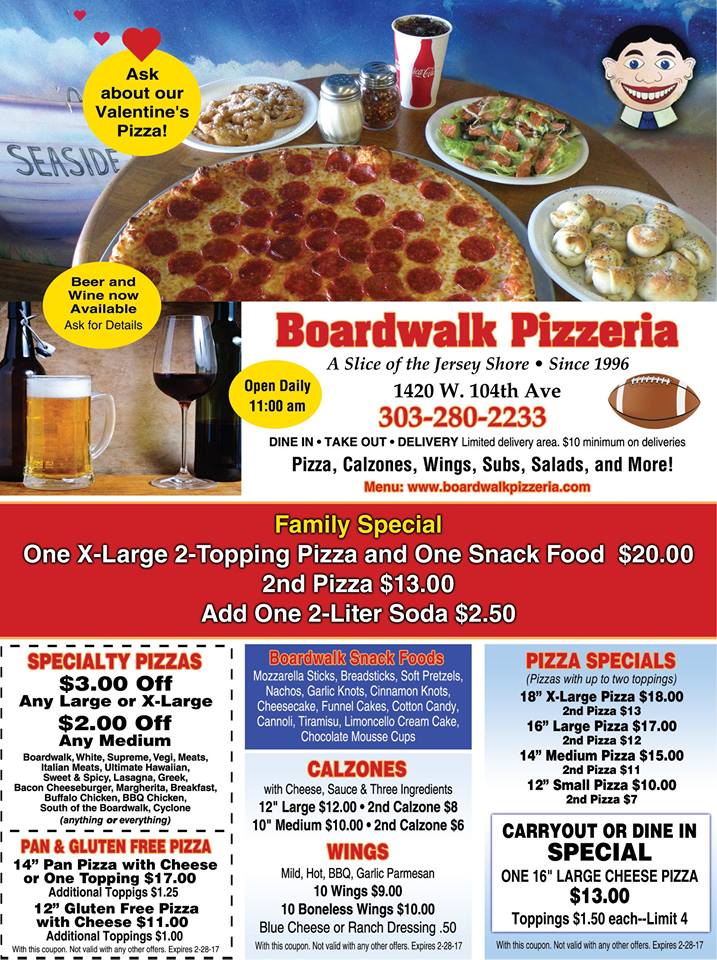 Ask
about our
Valentine's
Pizza!
SEASIDE
Coca-Cola
Beer and
Wine now
Available
Ask for Details
Open Daily
11:00 am
Boardwalk Pizzeria
A Slice of the Jersey Shore • Since 1996
1420 W. 104th Ave
303-280-2233
DINE IN • TAKE OUT • DELIVERY Limited delivery area. $10 minimum on deliveries
Pizza, Calzones, Wings, Subs, Salads, and More!
Menu: www.boardwalkpizzeria.com
Family Special
One X-Large 2-Topping Pizza and One Snack Food $20.00
2nd Pizza $13.00
Add One 2-Liter Soda $2.50
SPECIALTY PIZZAS
$3.00 Off
Any Large or X-Large
$2.00 Off
Any Medium
Boardwalk, White, Supreme, Vegi, Meats,
Italian Meats, Ultimate Hawaiian,
Sweet & Spicy, Lasagna, Greek,
Bacon Cheeseburger, Margherita, Breakfast,
Buffalo Chicken, BBQ Chicken,
South of the Boardwalk, Cyclone
(anything or everything)
PAN & GLUTEN FREE PIZZA
14” Pan Pizza with Cheese
or One Topping $17.00
Additional Toppigs $1.25
12” Gluten Free Pizza
with Cheese $11.00
Additional Toppings $1.00
With this coupon. Not valid with any other offers. Expires 2-28-17
Boardwalk Snack Foods
Mozzarella Sticks, Breadsticks, Soft Pretzels,
Nachos, Garlic Knots, Cinnamon Knots,
Cheesecake, Funnel Cakes, Cotton Candy,
Cannoli, Tiramisu, Limoncello Cream Cake,
Chocolate Mousse Cups
CALZONES
with Cheese, Sauce & Three Ingredients
12" Large $12.00 • 2nd Calzone $8
10" Medium $10.00 • 2nd Calzone $6
WINGS
Mild, Hot, BBQ, Garlic Parmesan
10 Wings $9.00
10 Boneless Wings $10.00
Blue Cheese or Ranch Dressing .50
With this coupon. Not valid with any other offers. Expires 2-28-17
PIZZA SPECIALS
(Pizzas with up to two toppings)
18” X-Large Pizza $18.00
2nd Pizza $13
16” Large Pizza $17.00
2nd Pizza $12
14” Medium Pizza $15.00
2nd Pizza $11
12” Small Pizza $10.00
2nd Pizza $7
CARRYOUT OR DINE IN
SPECIAL
ONE 16" LARGE CHEESE PIZZA
$13.00
Toppings $1.50 each--Limit 4
With this coupon. Not valid with any other offers. Expires 2-28-17